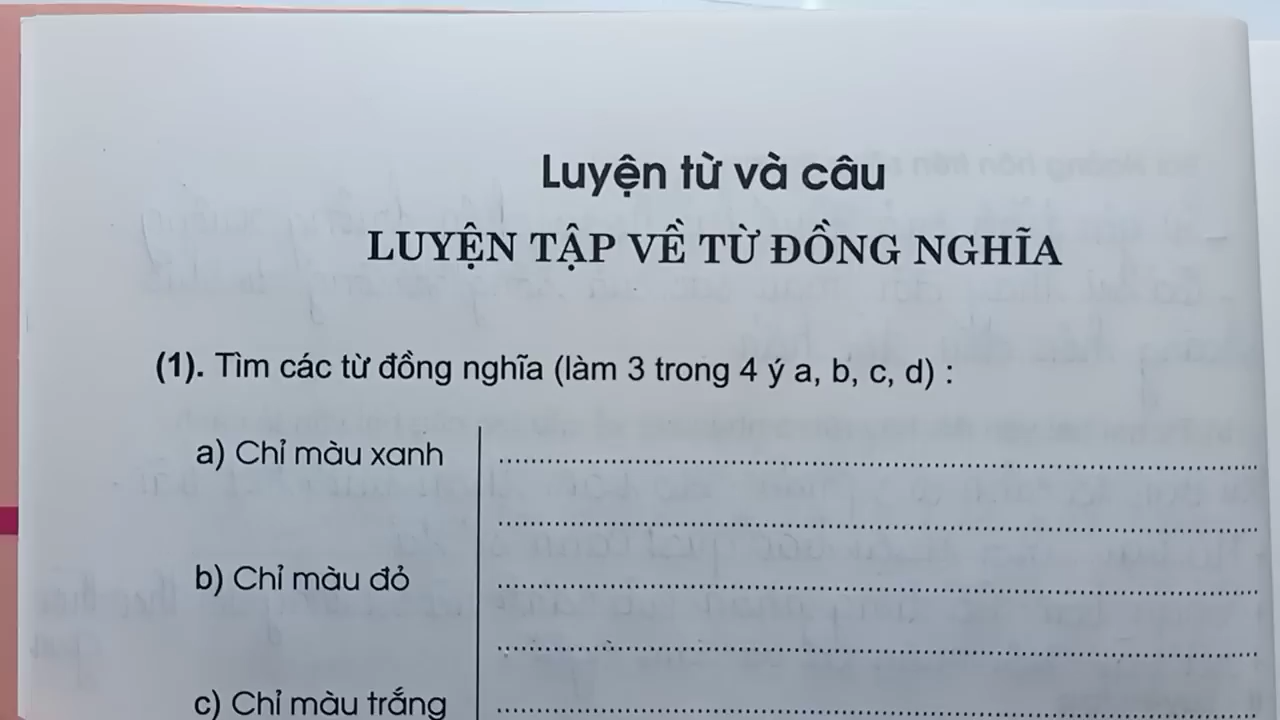 Luyện từ và câu
LUYỆN TẬP VỀ TỪ ĐỒNG NGHĨA
(1). Tìm các từ đồng nghĩa (làm 3 trong 4 ý a, b, c, d) :
a) Chỉ màu xanh
b) Chỉ màu đỏ
c) Chỉ màu trắng